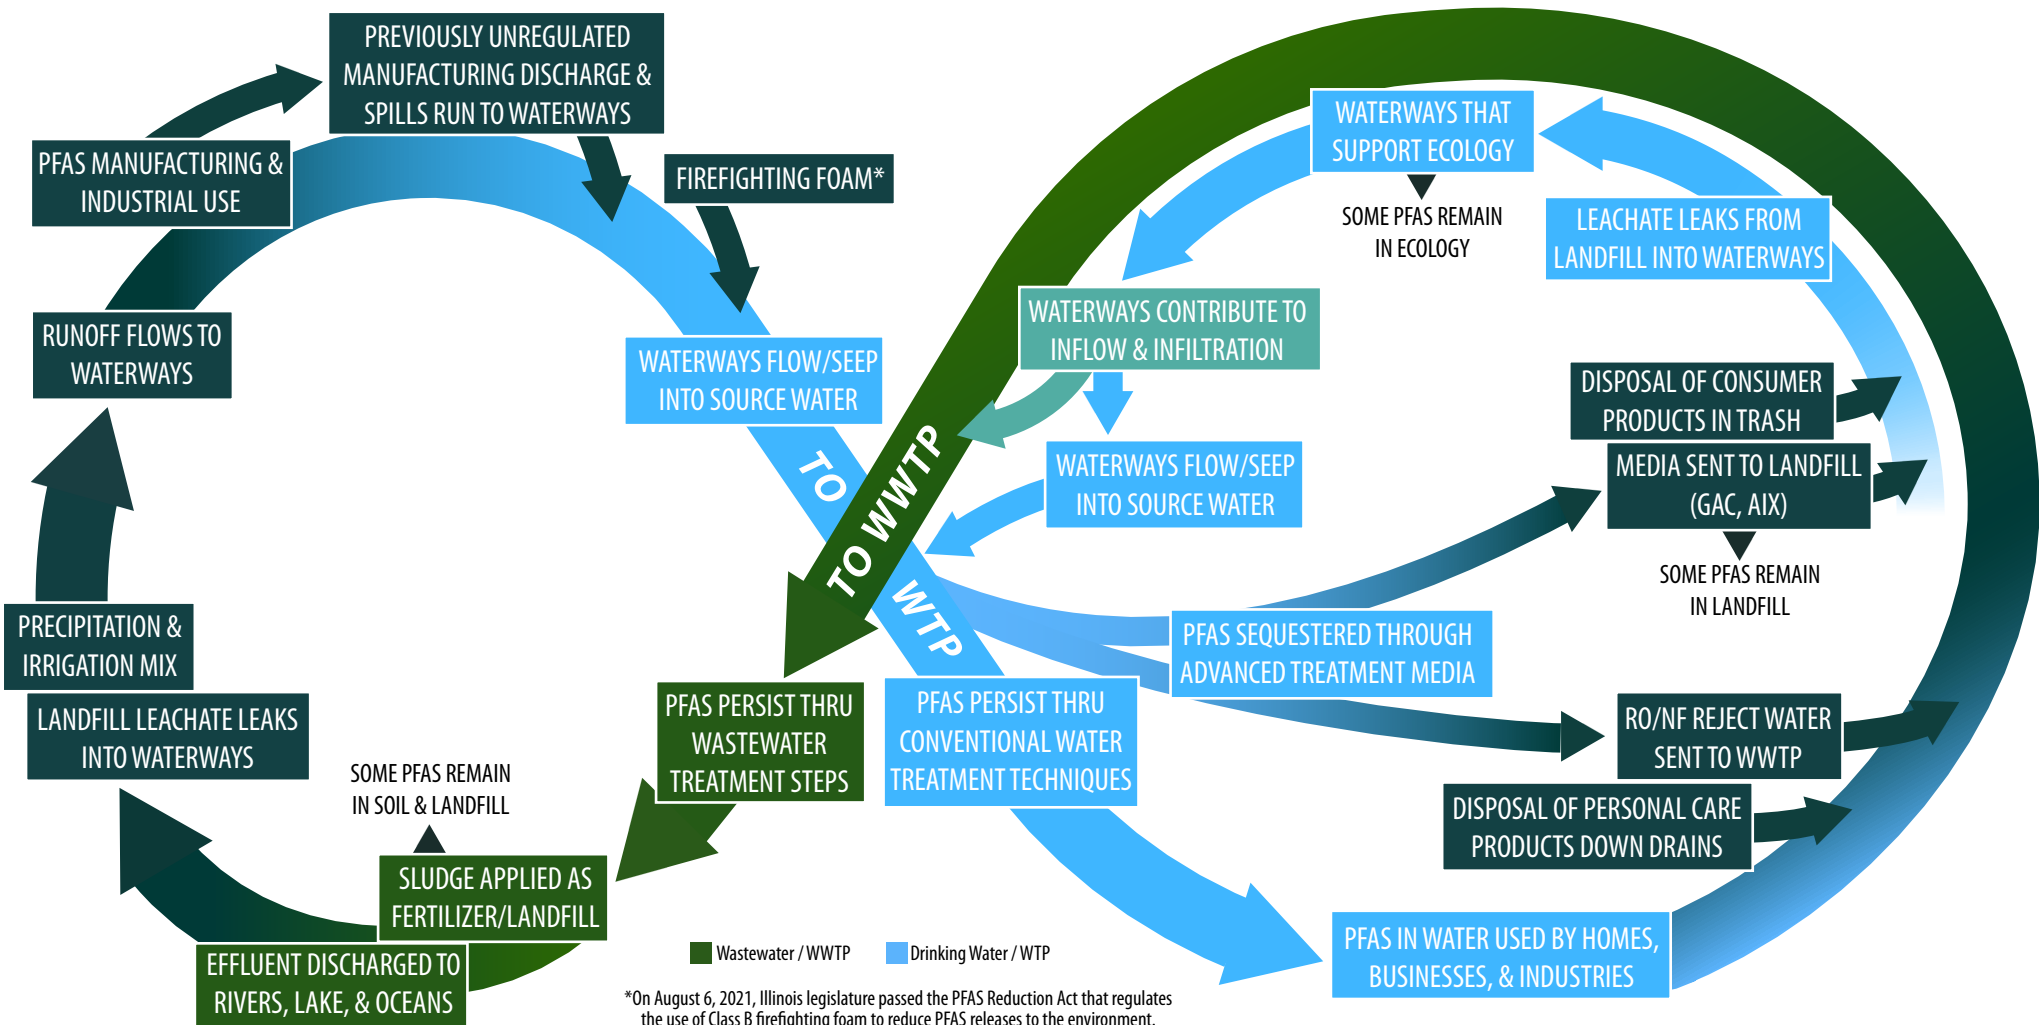 PREVIOUSLY UNREGULATED
MANUFACTURING DISCHARGE &
SPILLS RUN TO WATERWAYS
PFAS MANUFACTURING &
INDUSTRIAL USE
FIREFIGHTING FOAM*
RUNOFF FLOWS TO
WATERWAYS
WATERWAYS FLOW/SEEP
INTO SOURCE WATER
PRECIPITATION &
IRRIGATION MIX
LANDFILL LEACHATE LEAKS
INTO WATERWAYS
SOME PFAS REMAIN
IN SOIL & LANDFILL
SLUDGE APPLIED AS
FERTILIZER/LANDFILL
EFFLUENT DISCHARGED TO
RIVERS, LAKE, & OCEANS
PFAS PERSIST THRU
WASTEWATER
TREATMENT STEPS
TO WWTP
TO WTP
PFAS PERSIST THRU
CONVENTIONAL WATER
TREATMENT TECHNIQUES
WATERWAYS THAT
SUPPORT ECOLOGY
SOME PFAS REMAIN
IN ECOLOGY
LEACHATE LEAKS FROM
LANDFILL INTO WATERWAYS
WATERWAYS CONTRIBUTE TO
INFLOW & INFILTRATION
WATERWAYS FLOW/SEEP
INTO SOURCE WATER
DISPOSAL OF CONSUMER
PRODUCTS IN TRASH
MEDIA SENT TO LANDFILL
(GAC, AIX)
SOME PFAS REMAIN
IN LANDFILL
PFAS SEQUESTERED THROUGH
ADVANCED TREATMENT MEDIA
RO/NF REJECT WATER
SENT TO WWTP
DISPOSAL OF PERSONAL CARE
PRODUCTS DOWN DRAINS
PFAS IN WATER USED BY HOMES,
BUSINESSES, & INDUSTRIES
Wastewater / WWTP
Drinking Water / WTP
*On August 6, 2021, Illinois legislature passed the PFAS Reduction Act that regulates
the use of Class B firefighting foam to reduce PFAS releases to the environment.